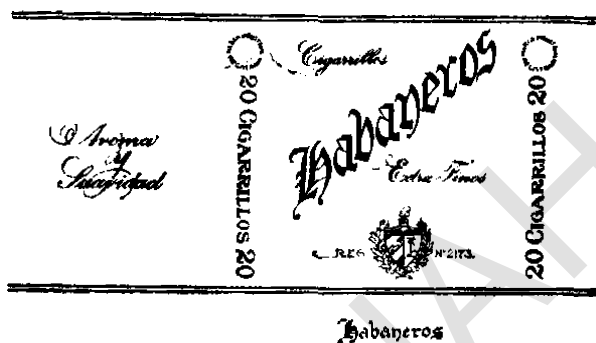 Aroma
y
Suavidad
20 CIGARRILLOS 20
Cigarrillos
Habaneros
Extra Finos
REG Nº 2173.
20 CIGARRILLOS 20
Habaneros